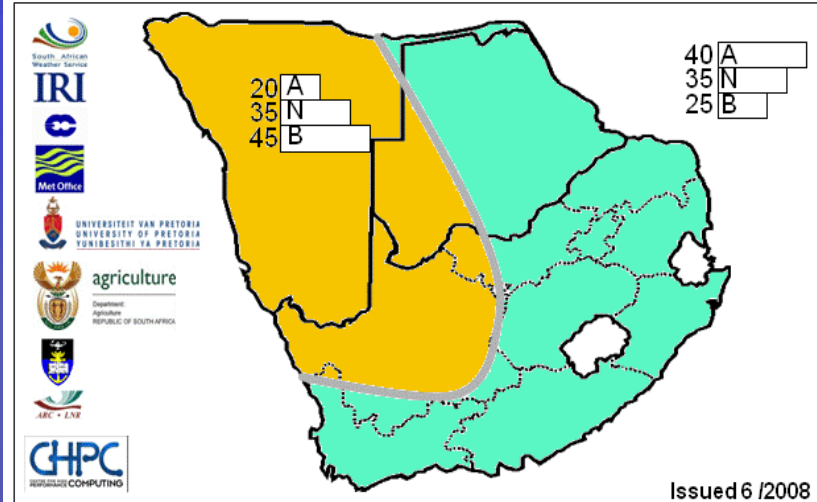 South African
Weather Service
IRI
Met Office
UNIVERSITEIT VAN PRETORIA
UNIVERSITY OF PRETORIA
YUNIBESITHI YA PRETORIA
agriculture
Department:
Agriculture
REPUBLIC OF SOUTH AFRICA
ARC • LNR
CHPC
CENTRE FOR HIGH
PERFORMANCE COMPUTING
20 A
35 N
45 B
40 A
35 N
25 B
Issued 6 /2008